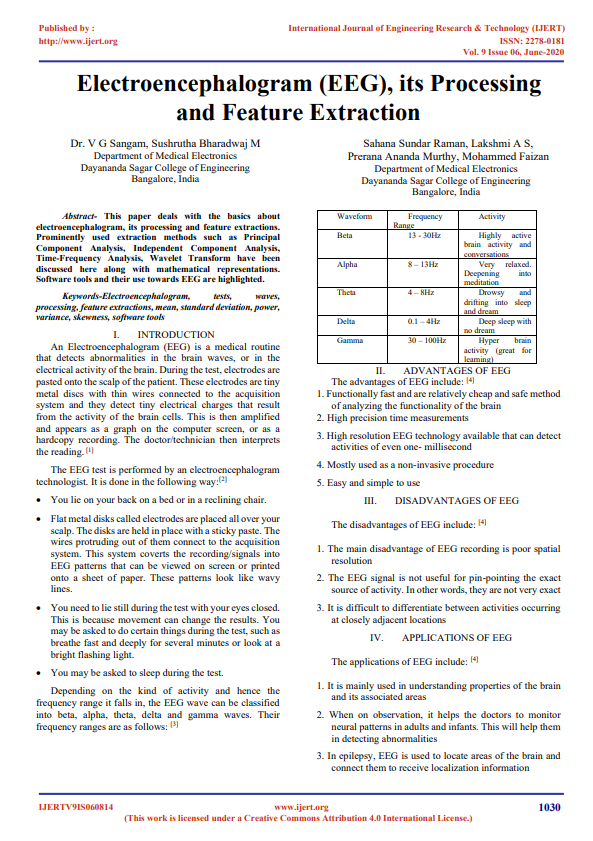 Published by :
http://www.ijert.org
International Journal of Engineering Research & Technology (IJERT)
ISSN: 2278-0181
Vol. 9 Issue 06, June-2020
Electroencephalogram (EEG), its Processing
and Feature Extraction
Dr. V G Sangam, Sushrutha Bharadwaj M
Department of Medical Electronics
Dayananda Sagar College of Engineering
Bangalore, India
Sahana Sundar Raman, Lakshmi A S,
Prerana Ananda Murthy, Mohammed Faizan
Department of Medical Electronics
Dayananda Sagar College of Engineering
Bangalore, India
Abstract- This paper deals with the basics about
electroencephalogram, its processing and feature extractions.
Prominently used extraction methods such as Principal
Component Analysis, Independent Component Analysis,
Time-Frequency Analysis, Wavelet Transform have been
discussed here along with mathematical representations.
Software tools and their use towards EEG are highlighted.
Keywords-Electroencephalogram, tests, waves,
processing, feature extractions, mean, standard deviation, power,
variance, skewness, software tools
I. INTRODUCTION
An Electroencephalogram (EEG) is a medical routine
that detects abnormalities in the brain waves, or in the
electrical activity of the brain. During the test, electrodes are
pasted onto the scalp of the patient. These electrodes are tiny
metal discs with thin wires connected to the acquisition
system and they detect tiny electrical charges that result
from the activity of the brain cells. This is then amplified
and appears as a graph on the computer screen, or as a
hardcopy recording. The doctor/technician then interprets
the reading. [1]
The EEG test is performed by an electroencephalogram
technologist. It is done in the following way:[2]
• You lie on your back on a bed or in a reclining chair.
• Flat metal disks called electrodes are placed all over your
scalp. The disks are held in place with a sticky paste. The
wires protruding out of them connect to the acquisition
system. This system coverts the recording/signals into
EEG patterns that can be viewed on screen or printed
onto a sheet of paper. These patterns look like wavy
lines.
• You need to lie still during the test with your eyes closed.
This is because movement can change the results. You
may be asked to do certain things during the test, such as
breathe fast and deeply for several minutes or look at a
bright flashing light.
• You may be asked to sleep during the test.
Depending on the kind of activity and hence the
frequency range it falls in, the EEG wave can be classified
into beta, alpha, theta, delta and gamma waves. Their
frequency ranges are as follows: [3]
Waveform Frequency Activity
Range
Beta 13 - 30Hz Highly active
brain activity and
conversations
Alpha 8 – 13Hz Very relaxed.
Deepening into
meditation
Theta 4 – 8Hz Drowsy and
drifting into sleep
and dream
Delta 0.1 – 4Hz Deep sleep with
no dream
Gamma 30 – 100Hz Hyper brain
activity (great for
learning)
II. ADVANTAGES OF EEG
The advantages of EEG include: [4]
1. Functionally fast and are relatively cheap and safe method
of analyzing the functionality of the brain
2. High precision time measurements
3. High resolution EEG technology available that can detect
activities of even one- millisecond
4. Mostly used as a non-invasive procedure
5. Easy and simple to use
III. DISADVANTAGES OF EEG
The disadvantages of EEG include: [4]
1. The main disadvantage of EEG recording is poor spatial
resolution
2. The EEG signal is not useful for pin-pointing the exact
source of activity. In other words, they are not very exact
3. It is difficult to differentiate between activities occurring
at closely adjacent locations
IV. APPLICATIONS OF EEG
The applications of EEG include: [4]
1. It is mainly used in understanding properties of the brain
and its associated areas
2. When on observation, it helps the doctors to monitor
neural patterns in adults and infants. This will help them
in detecting abnormalities
3. In epilepsy, EEG is used to locate areas of the brain and
connect them to receive localization information
IJERTV9IS060814
www.ijert.org
1030
(This work is licensed under a Creative Commons Attribution 4.0 International License.)